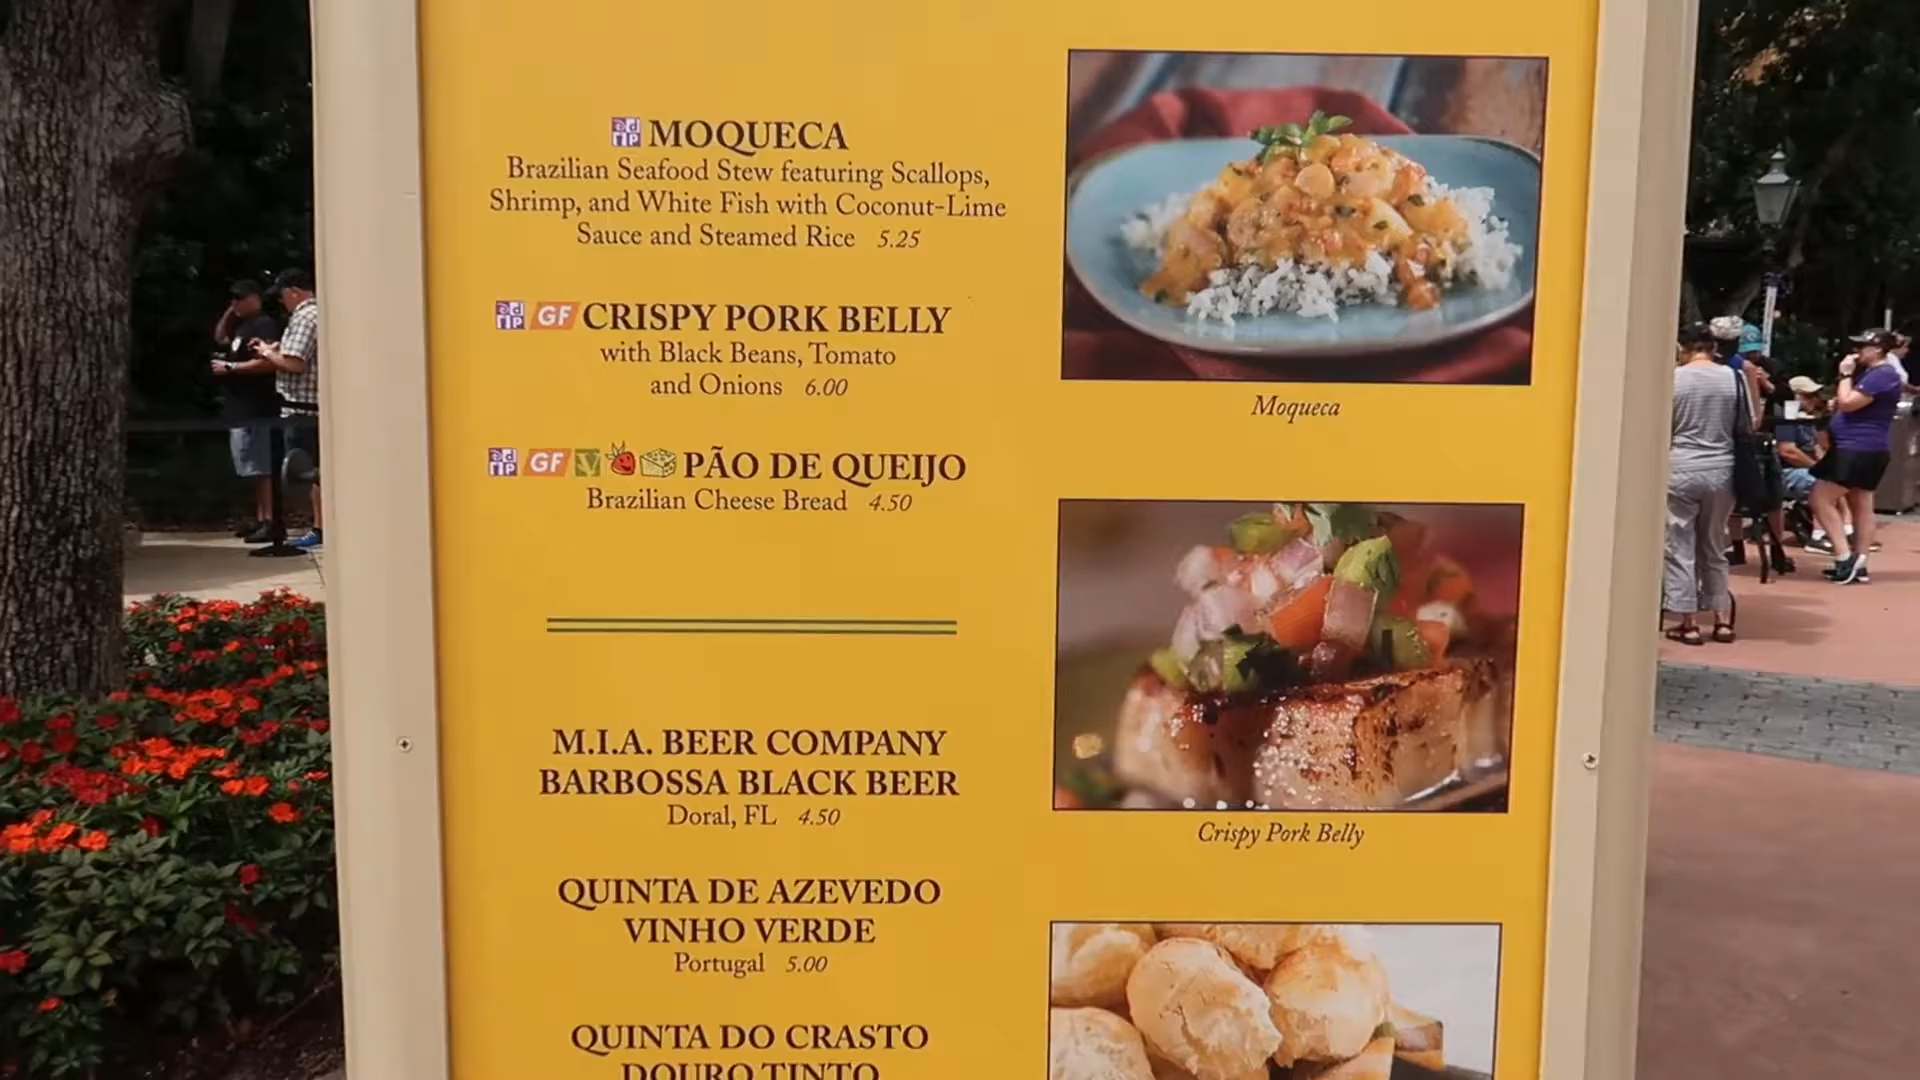 MOQUECA
Brazilian Seafood Stew featuring Scallops,
Shrimp, and White Fish with Coconut-Lime
Sauce and Steamed Rice 5.25
GF CRISPY PORK BELLY
with Black Beans, Tomato
and Onions 6.00
GF V PÃO DE QUEIJO
Brazilian Cheese Bread 4.50
M.I.A. BEER COMPANY
BARBOSSA BLACK BEER
Doral, FL 4.50
QUINTA DE AZEVEDO
VINHO VERDE
Portugal 5.00
QUINTA DO CRASTO
DOURO TINTO
Moqueca
Crispy Pork Belly